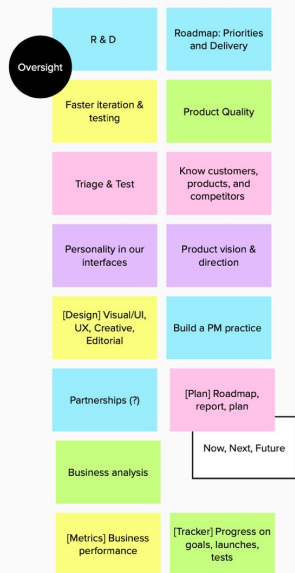 R & D
Roadmap: Priorities
and Delivery
Oversight
Faster iteration &
testing
Product Quality
Triage & Test
Know customers,
products, and
competitors
Personality in our
interfaces
Product vision &
direction
[Design] Visual/UI,
UX, Creative,
Editorial
Build a PM practice
Partnerships (?)
[Plan] Roadmap,
report, plan
Now, Next, Future
Business analysis
[Metrics] Business
performance
[Tracker] Progress on
goals, launches,
tests